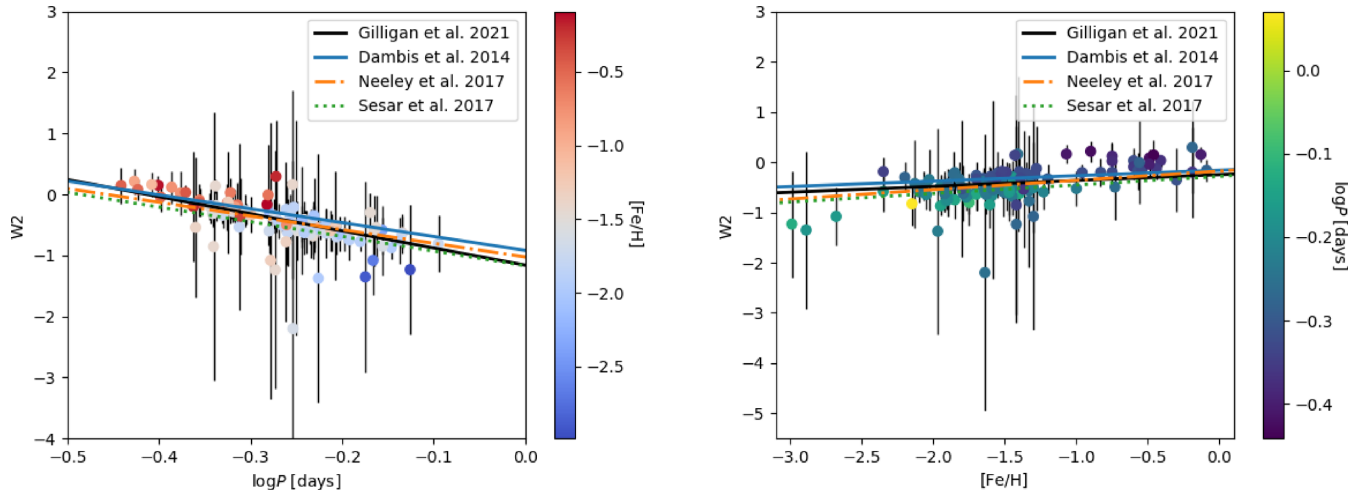 3
2
1
0
−1
−2
−3
−4
W2
−0.5
−0.4
−0.3
−0.2
−0.1
0.0
logP [days]
Gilligan et al. 2021
Dambis et al. 2014
Neeley et al. 2017
Sesar et al. 2017
−0.5
−1.0
−1.5
−2.0
−2.5
[Fe/H]
3
2
1
0
−1
−2
−3
−4
−5
W2
−3.0
−2.5
−2.0
−1.5
−1.0
−0.5
0.0
[Fe/H]
Gilligan et al. 2021
Dambis et al. 2014
Neeley et al. 2017
Sesar et al. 2017
0.0
−0.1
−0.2
−0.3
−0.4
logP [days]